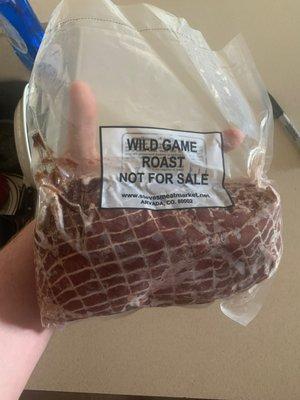 WILD GAME
ROAST
NOT FOR SALE
www.stevesmeatmarket.net
ARVADA, CO. 80002